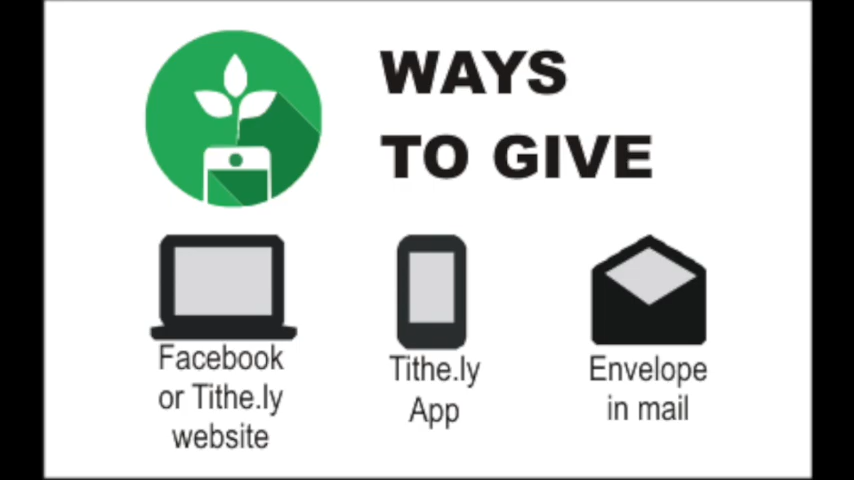 WAYS
TO GIVE
Facebook
or Tithe.ly
website
Tithe.ly
App
Envelope
in mail